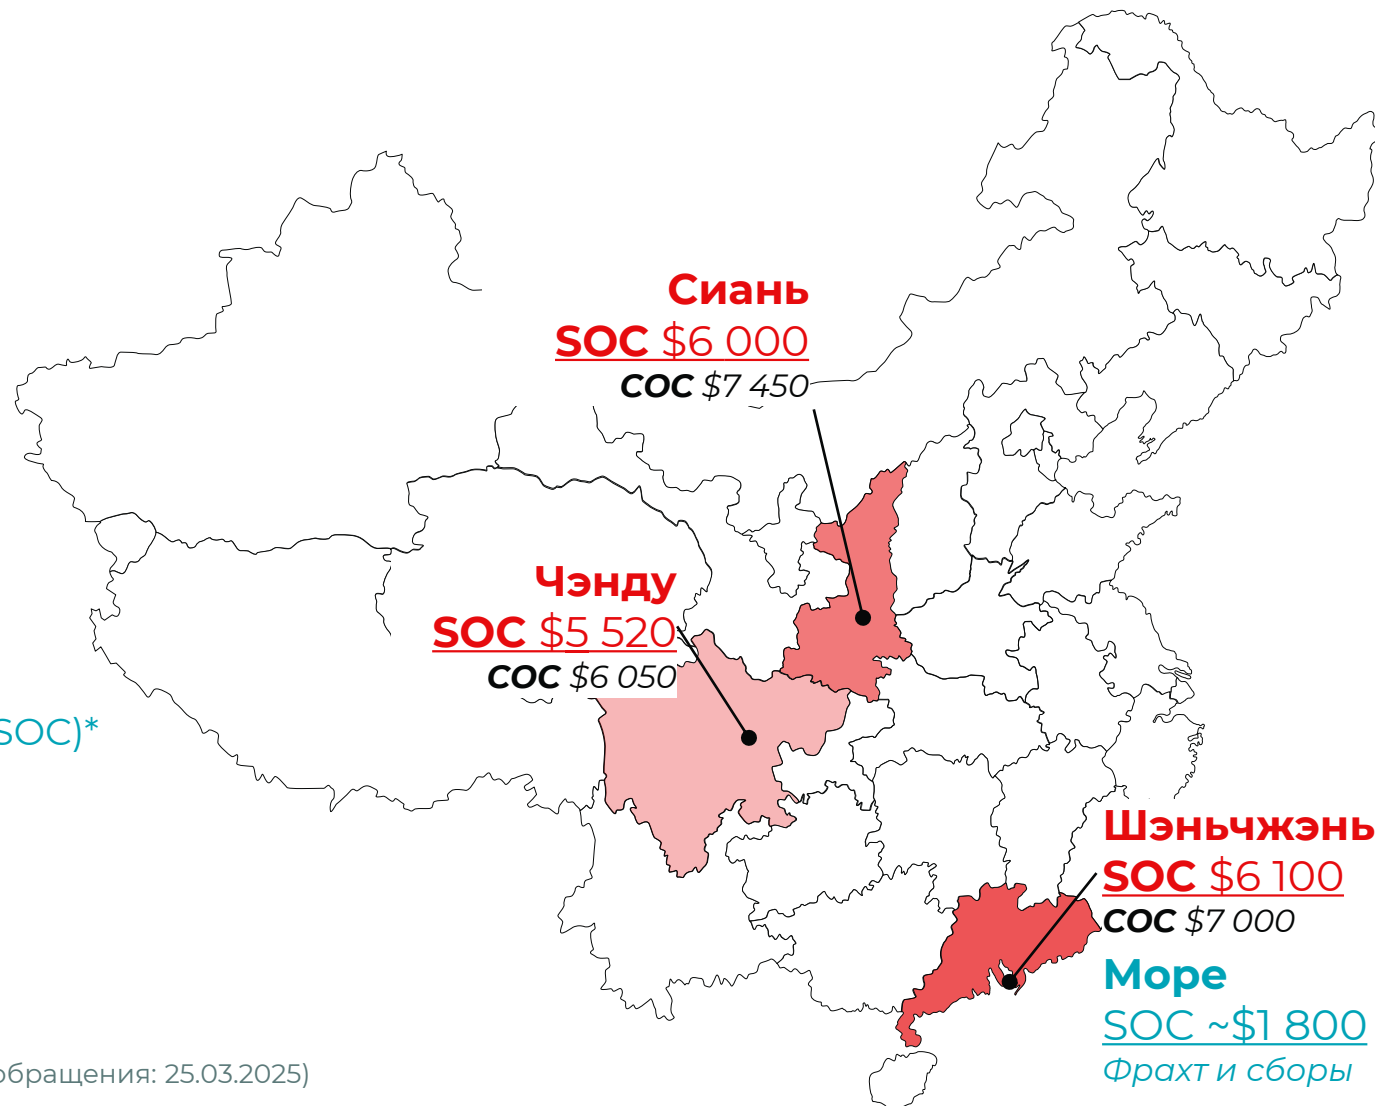 Сиань
SOC $6 000
COC $7 450
Чэнду
SOC $5 520
COC $6 050
SOC)*
Шэньчжэнь
SOC $6 100
COC $7 000
Море
SOC ~$1 800
Фрахт и сборы
обращения: 25.03.2025)